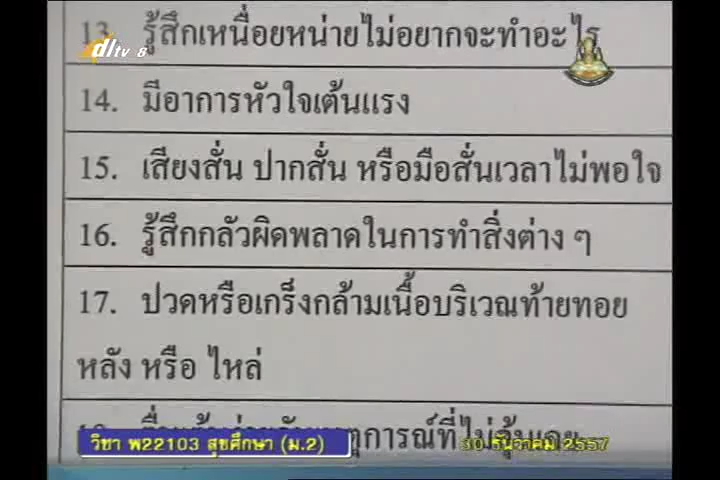 13. รู้สึกเหนื่อยหน่ายไม่อยากจะทำอะไร
dltv 8
14. มีอาการหัวใจเต้นแรง
15. เสียงสั่น ปากสั่น หรือมือสั่นเวลาไม่พอใจ
16. รู้สึกกลัวผิดพลาดในการทำสิ่งต่าง ๆ
17. ปวดหรือเกร็งกล้ามเนื้อบริเวณท้ายทอย
หลัง หรือ ไหล่
วิชา พ22103 สุขศึกษา (ม.2)
30 ธันวาคม 2557